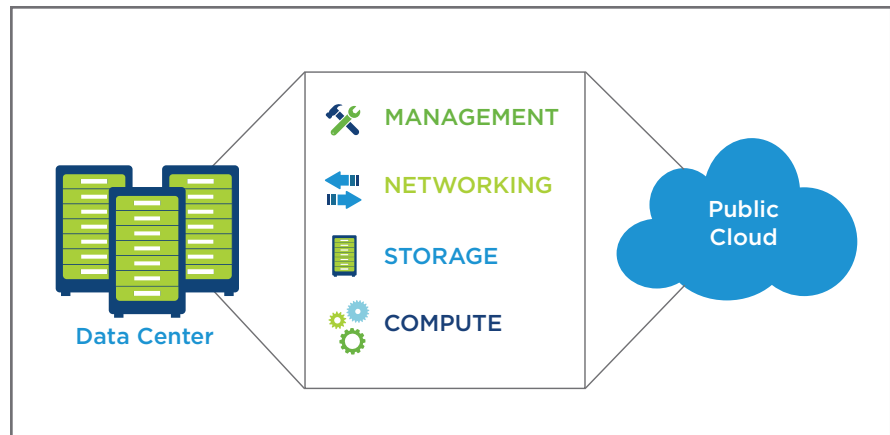 MANAGEMENT
NETWORKING
STORAGE
COMPUTE
Data Center
Public
Cloud